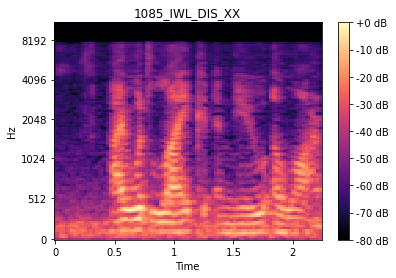 1085_IWL_DIS_XX
+0 dB
8192
-10 dB
4096
-20 dB
-30 dB
2048
-40 dB
Hz
1024
-50 dB
-60 dB
512
-70 dB
0
-80 dB
0
0.5
1
1.5
2
Time